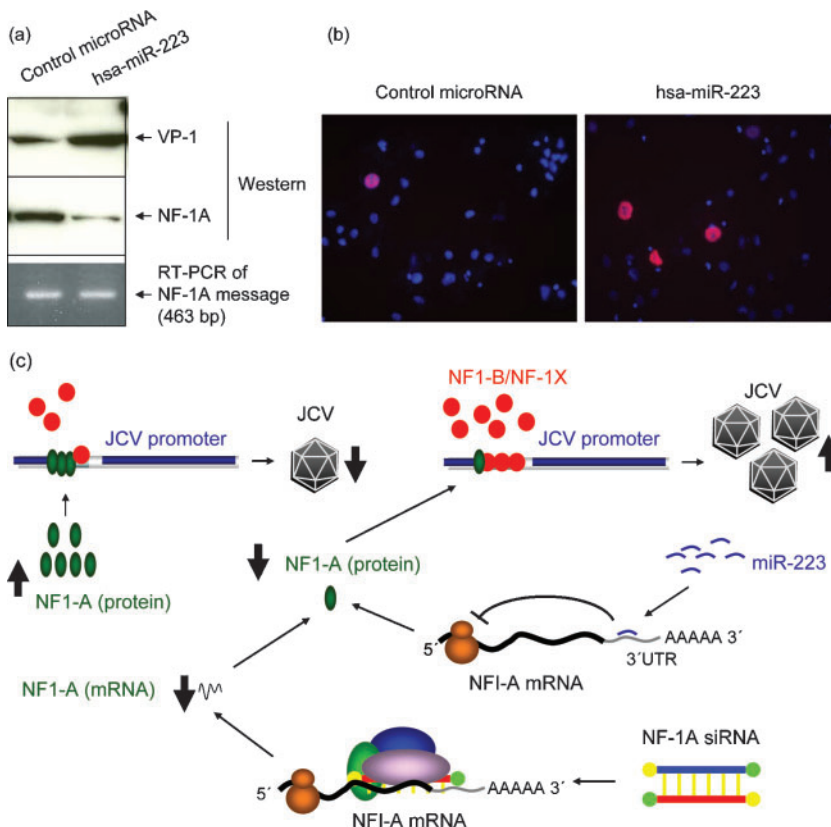 (a)
Control microRNA
hsa-miR-223
VP-1
Western
NF-1A
RT-PCR of
NF-1A message
(463 bp)
(b)
Control microRNA
hsa-miR-223
(c)
JCV promoter
JCV
NF1-B/NF-1X
JCV promoter
JCV
NF1-A (protein)
NF1-A (protein)
miR-223
5´
AAAAA 3´
3´UTR
NFI-A mRNA
NF1-A (mRNA)
NF-1A siRNA
5´
AAAAA 3´
NFI-A mRNA